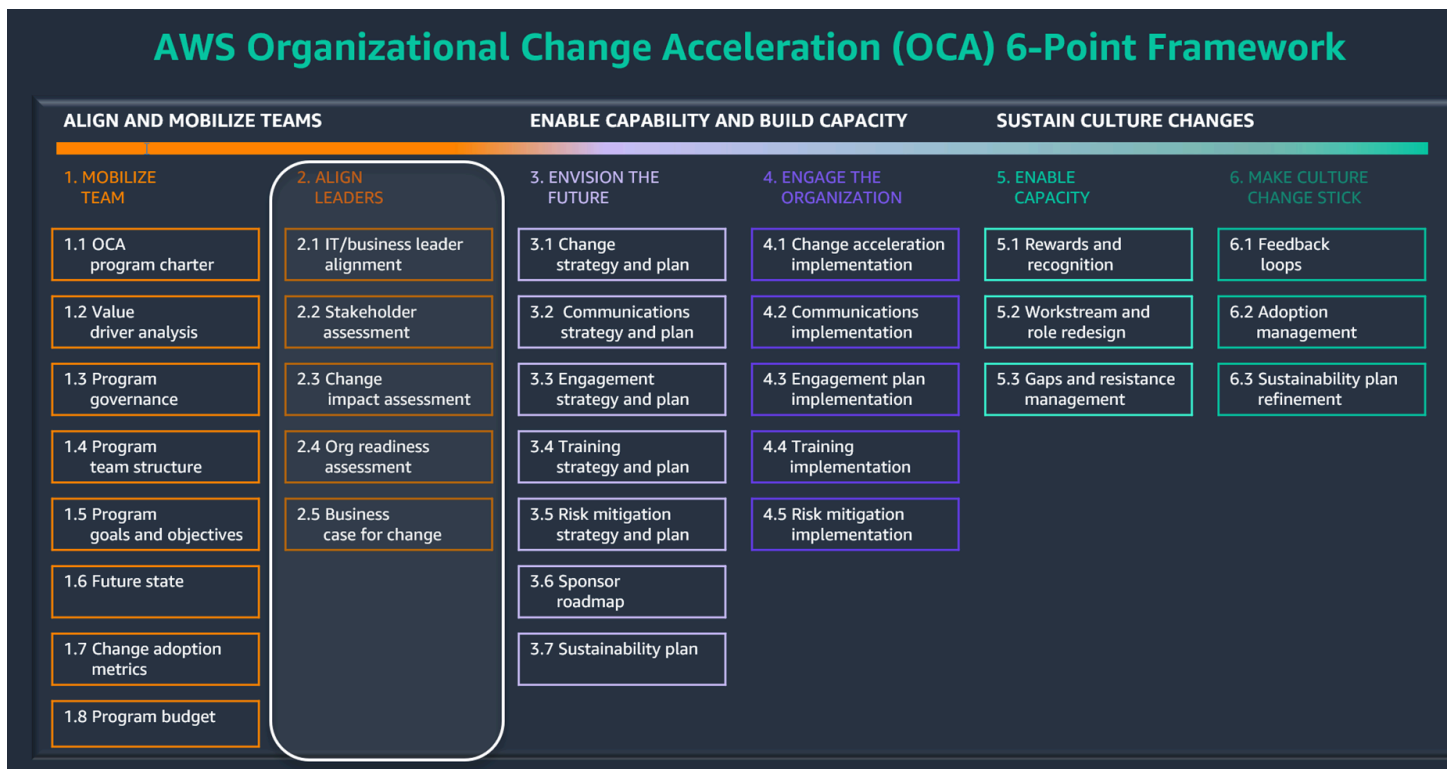 AWS Organizational Change Acceleration (OCA) 6-Point Framework
ALIGN AND MOBILIZE TEAMS
ENABLE CAPABILITY AND BUILD CAPACITY
SUSTAIN CULTURE CHANGES
1. MOBILIZE
TEAM
1.1 OCA
program charter
1.2 Value
driver analysis
1.3 Program
governance
1.4 Program
team structure
1.5 Program
goals and objectives
1.6 Future state
1.7 Change adoption
metrics
1.8 Program budget
2. ALIGN
LEADERS
2.1 IT/business leader
alignment
2.2 Stakeholder
assessment
2.3 Change
impact assessment
2.4 Org readiness
assessment
2.5 Business
case for change
3. ENVISION THE
FUTURE
3.1 Change
strategy and plan
3.2 Communications
strategy and plan
3.3 Engagement
strategy and plan
3.4 Training
strategy and plan
3.5 Risk mitigation
strategy and plan
3.6 Sponsor
roadmap
3.7 Sustainability plan
4. ENGAGE THE
ORGANIZATION
4.1 Change acceleration
implementation
4.2 Communications
implementation
4.3 Engagement plan
implementation
4.4 Training
implementation
4.5 Risk mitigation
implementation
5. ENABLE
CAPACITY
5.1 Rewards and
recognition
5.2 Workstream and
role redesign
5.3 Gaps and resistance
management
6. MAKE CULTURE
CHANGE STICK
6.1 Feedback
loops
6.2 Adoption
management
6.3 Sustainability plan
refinement